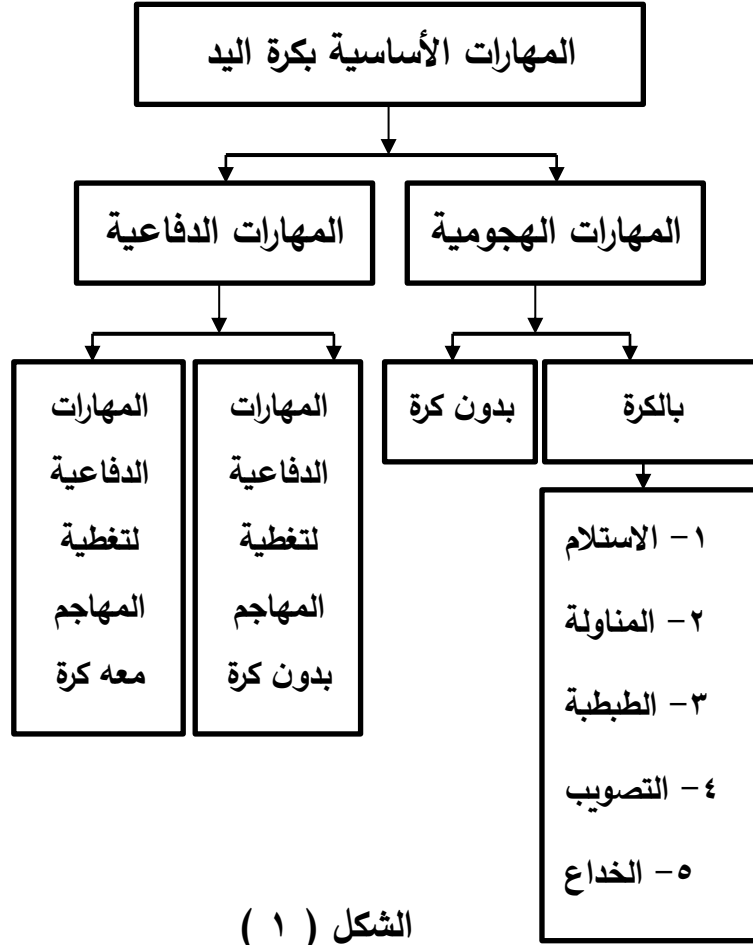 المهارات الأساسية بكرة اليد
المهارات الهجومية
المهارات الدفاعية
بالكرة
بدون كرة
المهارات
الدفاعية
لتغطية
المهاجم
بدون كرة
المهارات
الدفاعية
لتغطية
المهاجم
معه كرة
١- الاستلام
٢- المناولة
٣- الطبطبة
٤- التصويب
٥- الخداع
الشكل ( ١ )